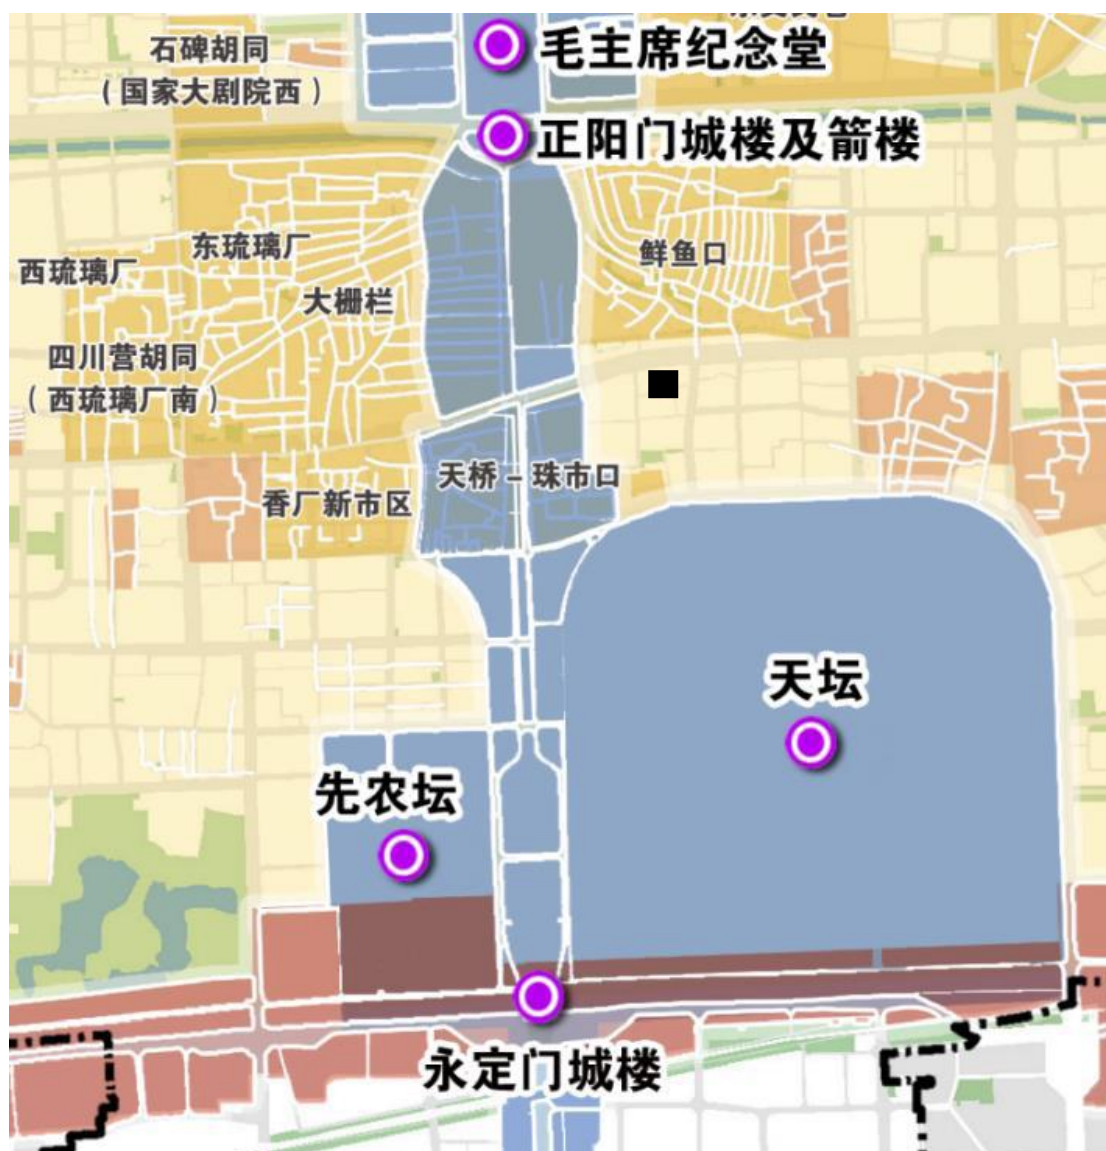 毛主席纪念堂
石碑胡同
（国家大剧院西）
正阳门城楼及箭楼
东琉璃厂
西琉璃厂
鲜鱼口
大栅栏
四川营胡同
（西琉璃厂南）
天桥－珠市口
香厂新市区
天坛
先农坛
永定门城楼